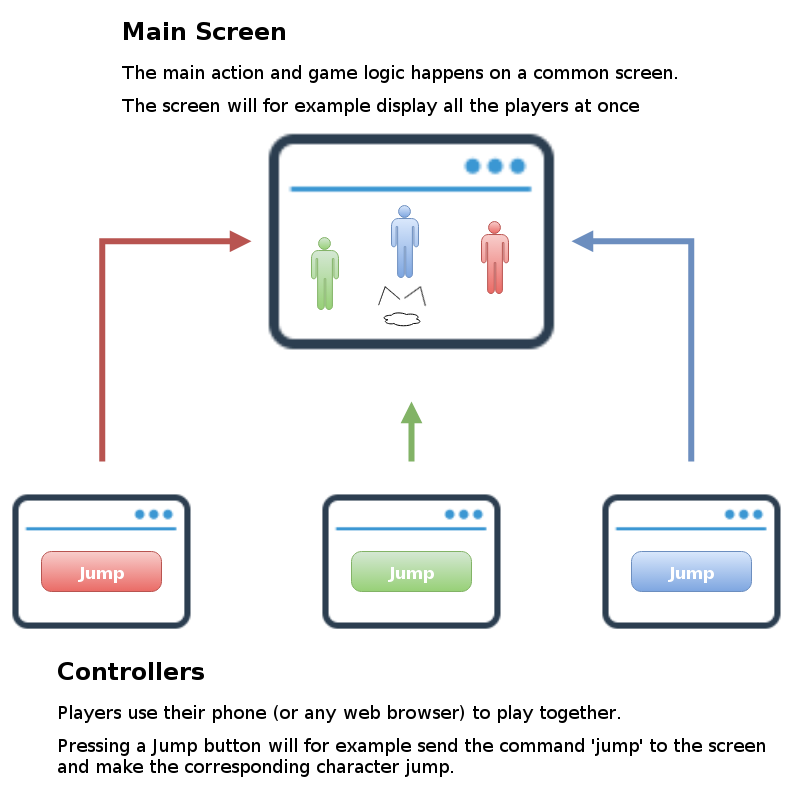 Main Screen
The main action and game logic happens on a common screen.
The screen will for example display all the players at once
Jump
Jump
Jump
Controllers
Players use their phone (or any web browser) to play together.
Pressing a Jump button will for example send the command 'jump' to the screen
and make the corresponding character jump.